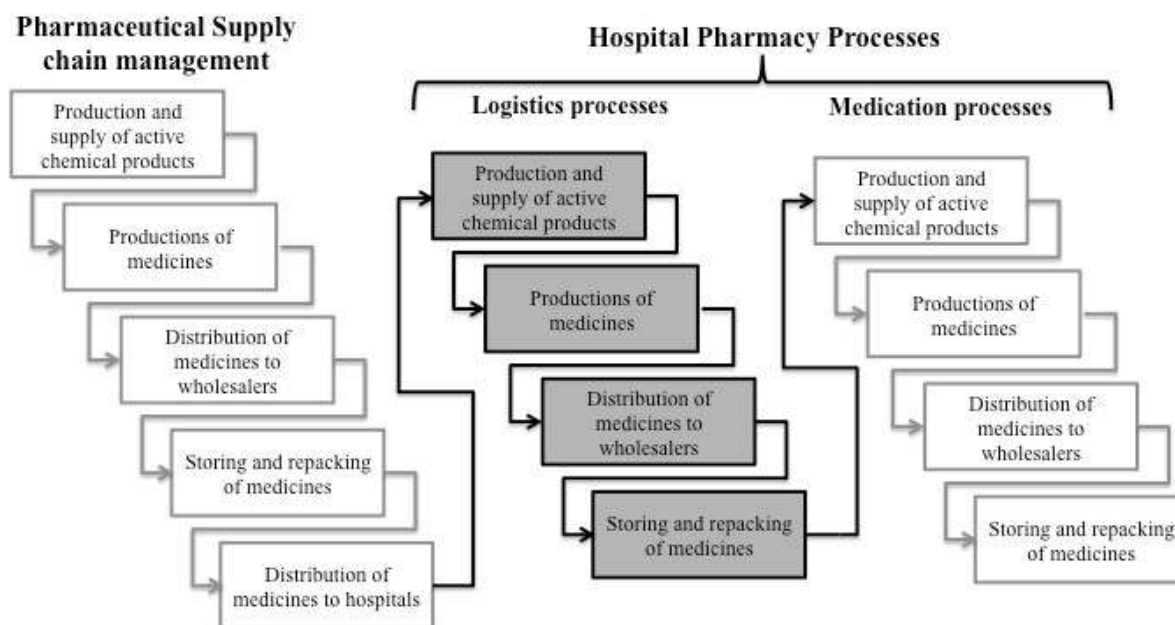 Pharmaceutical Supply
chain management
Production and
supply of active
chemical products
Productions of
medicines
Distribution of
medicines to
wholesalers
Storing and repacking
of medicines
Distribution of
medicines to hospitals
Hospital Pharmacy Processes
Logistics processes
Production and
supply of active
chemical products
Productions of
medicines
Distribution of
medicines to
wholesalers
Storing and repacking
of medicines
Medication processes
Production and
supply of active
chemical products
Productions of
medicines
Distribution of
medicines to
wholesalers
Storing and repacking
of medicines